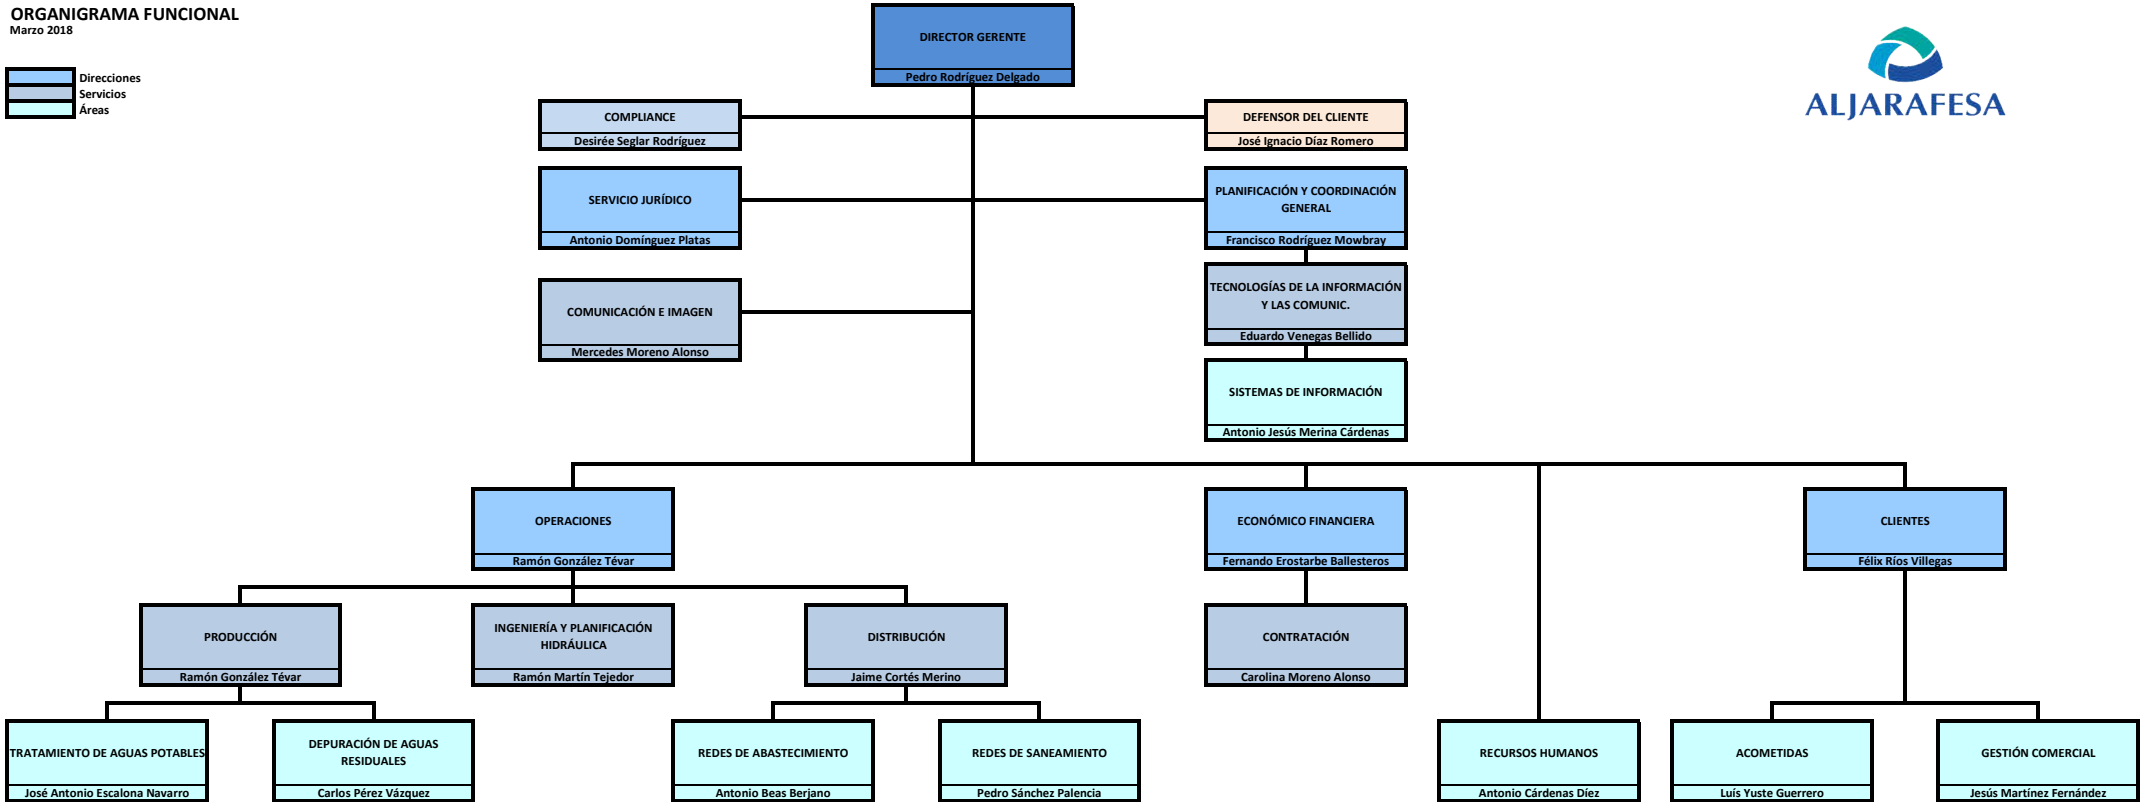 ORGANIGRAMA FUNCIONAL
Marzo 2018
Direcciones
Servicios
Áreas
DIRECTOR GERENTE
Pedro Rodríguez Delgado
ALJARAFESA
COMPLIANCE
Desirée Seglar Rodríguez
DEFENSOR DEL CLIENTE
José Ignacio Díaz Romero
SERVICIO JURÍDICO
Antonio Domínguez Platas
PLANIFICACIÓN Y COORDINACIÓN
GENERAL
Francisco Rodríguez Mowbray
COMUNICACIÓN E IMAGEN
Mercedes Moreno Alonso
TECNOLOGÍAS DE LA INFORMACIÓN
Y LAS COMUNIC.
Eduardo Venegas Bellido
SISTEMAS DE INFORMACIÓN
Antonio Jesús Merina Cárdenas
OPERACIONES
Ramón González Tévar
ECONÓMICO FINANCIERA
Fernando Erostarbe Ballesteros
CLIENTES
Félix Ríos Villegas
PRODUCCIÓN
Ramón González Tévar
INGENIERÍA Y PLANIFICACIÓN
HIDRÁULICA
Ramón Martín Tejedor
DISTRIBUCIÓN
Jaime Cortés Merino
CONTRATACIÓN
Carolina Moreno Alonso
TRATAMIENTO DE AGUAS POTABLES
José Antonio Escalona Navarro
DEPURACIÓN DE AGUAS
RESIDUALES
Carlos Pérez Vázquez
REDES DE ABASTECIMIENTO
Antonio Beas Berjano
REDES DE SANEAMIENTO
Pedro Sánchez Palencia
RECURSOS HUMANOS
Antonio Cárdenas Díez
ACOMETIDAS
Luís Yuste Guerrero
GESTIÓN COMERCIAL
Jesús Martínez Fernández